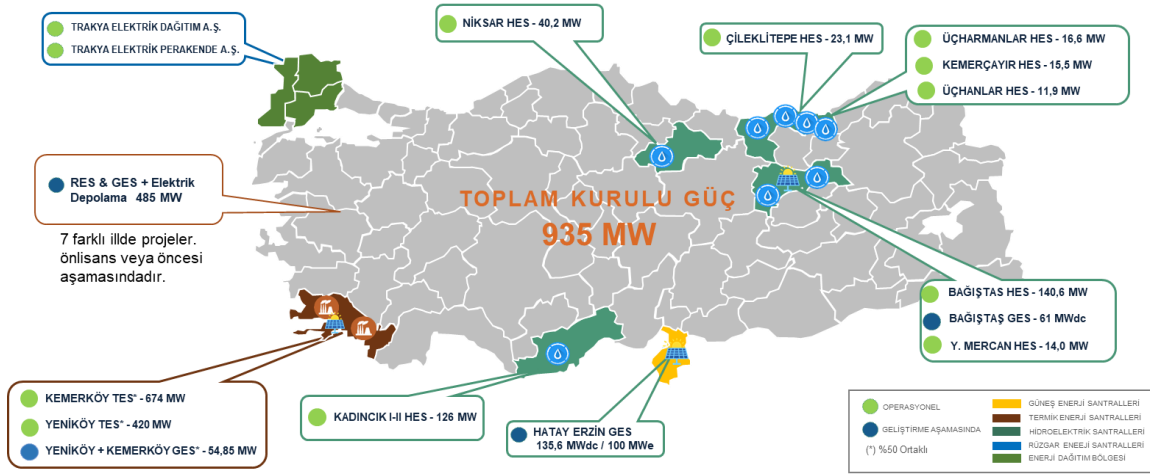 TRAKYA ELEKTRİK DAĞITIM A.Ş.
TRAKYA ELEKTRİK PERAKENDE A.Ş.
NİKSAR HES - 40,2 MW
ÇİLEKLİTEPE HES - 23,1 MW
ÜÇHARMANLAR HES - 16,6 MW
KEMERÇAYIR HES - 15,5 MW
ÜÇHANLAR HES - 11,9 MW
RES & GES + Elektrik
Depolama 485 MW
7 farklı illde projeler.
önlisans veya öncesi
aşamasındadır.
TOPLAM KURULU GÜÇ
935 MW
BAĞIŞTAS HES - 140,6 MW
BAĞIŞTAŞ GES - 61 MWdc
Y. MERCAN HES - 14,0 MW
KEMERKÖY TES* - 674 MW
YENİKÖY TES* - 420 MW
YENİKÖY + KEMERKÖY GES* - 54,85 MW
KADINCIK I-II HES - 126 MW
HATAY ERZİN GES
135,6 MWdc / 100 MWe
OPERASYONEL
GELİŞTİRME AŞAMASINDA
(*) %50 Ortaklı
GÜNEŞ ENERJİ SANTRALLERİ
TERMİK ENERJİ SANTRALLERİ
HİDROELEKTRİK SANTRALLERİ
RÜZGAR ENEEJİ SANTRALLERİ
ENERJİ DAĞITIM BÖLGESİ